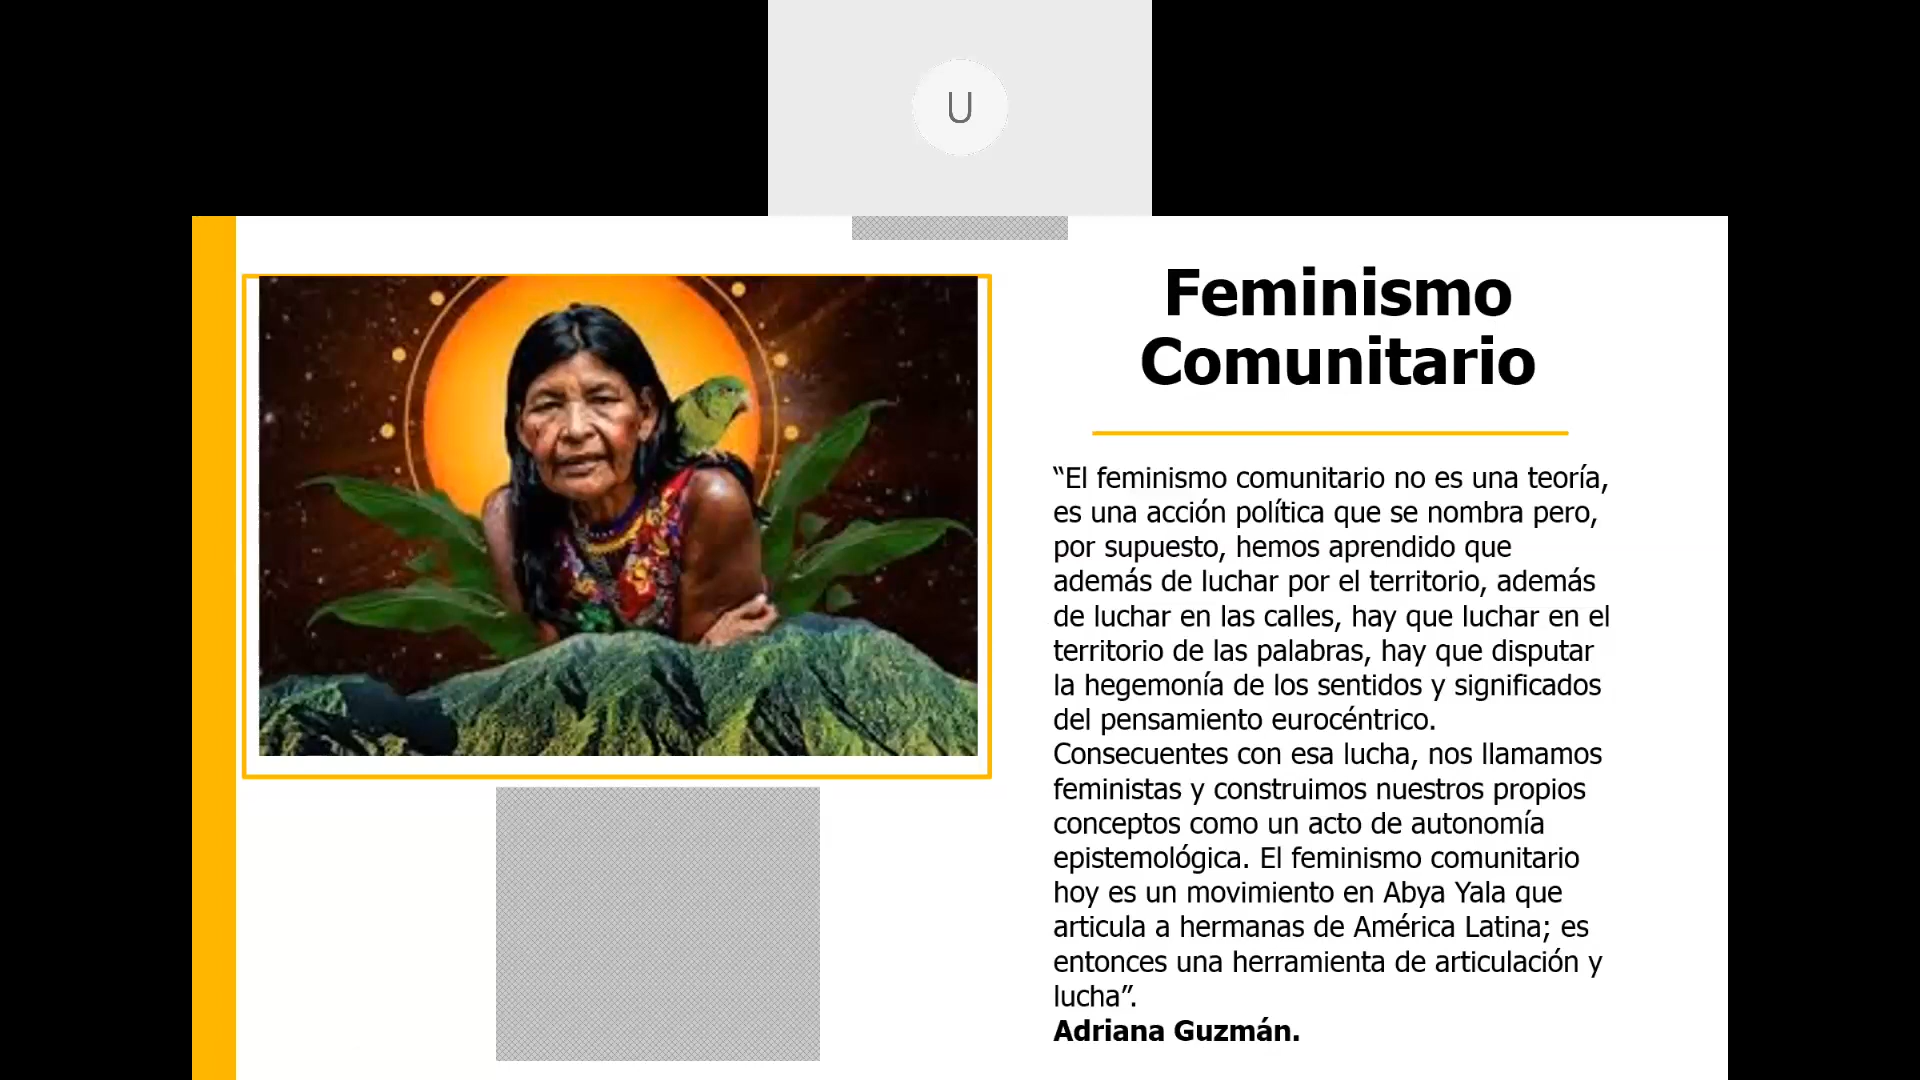 U
Feminismo
Comunitario
“El feminismo comunitario no es una teoría,
es una acción política que se nombra pero,
por supuesto, hemos aprendido que
además de luchar por el territorio, además
de luchar en las calles, hay que luchar en el
territorio de las palabras, hay que disputar
la hegemonía de los sentidos y significados
del pensamiento eurocéntrico.
Consecuentes con esa lucha, nos llamamos
feministas y construimos nuestros propios
conceptos como un acto de autonomía
epistemológica. El feminismo comunitario
hoy es un movimiento en Abya Yala que
articula a hermanas de América Latina; es
entonces una herramienta de articulación y
lucha”.
Adriana Guzmán.